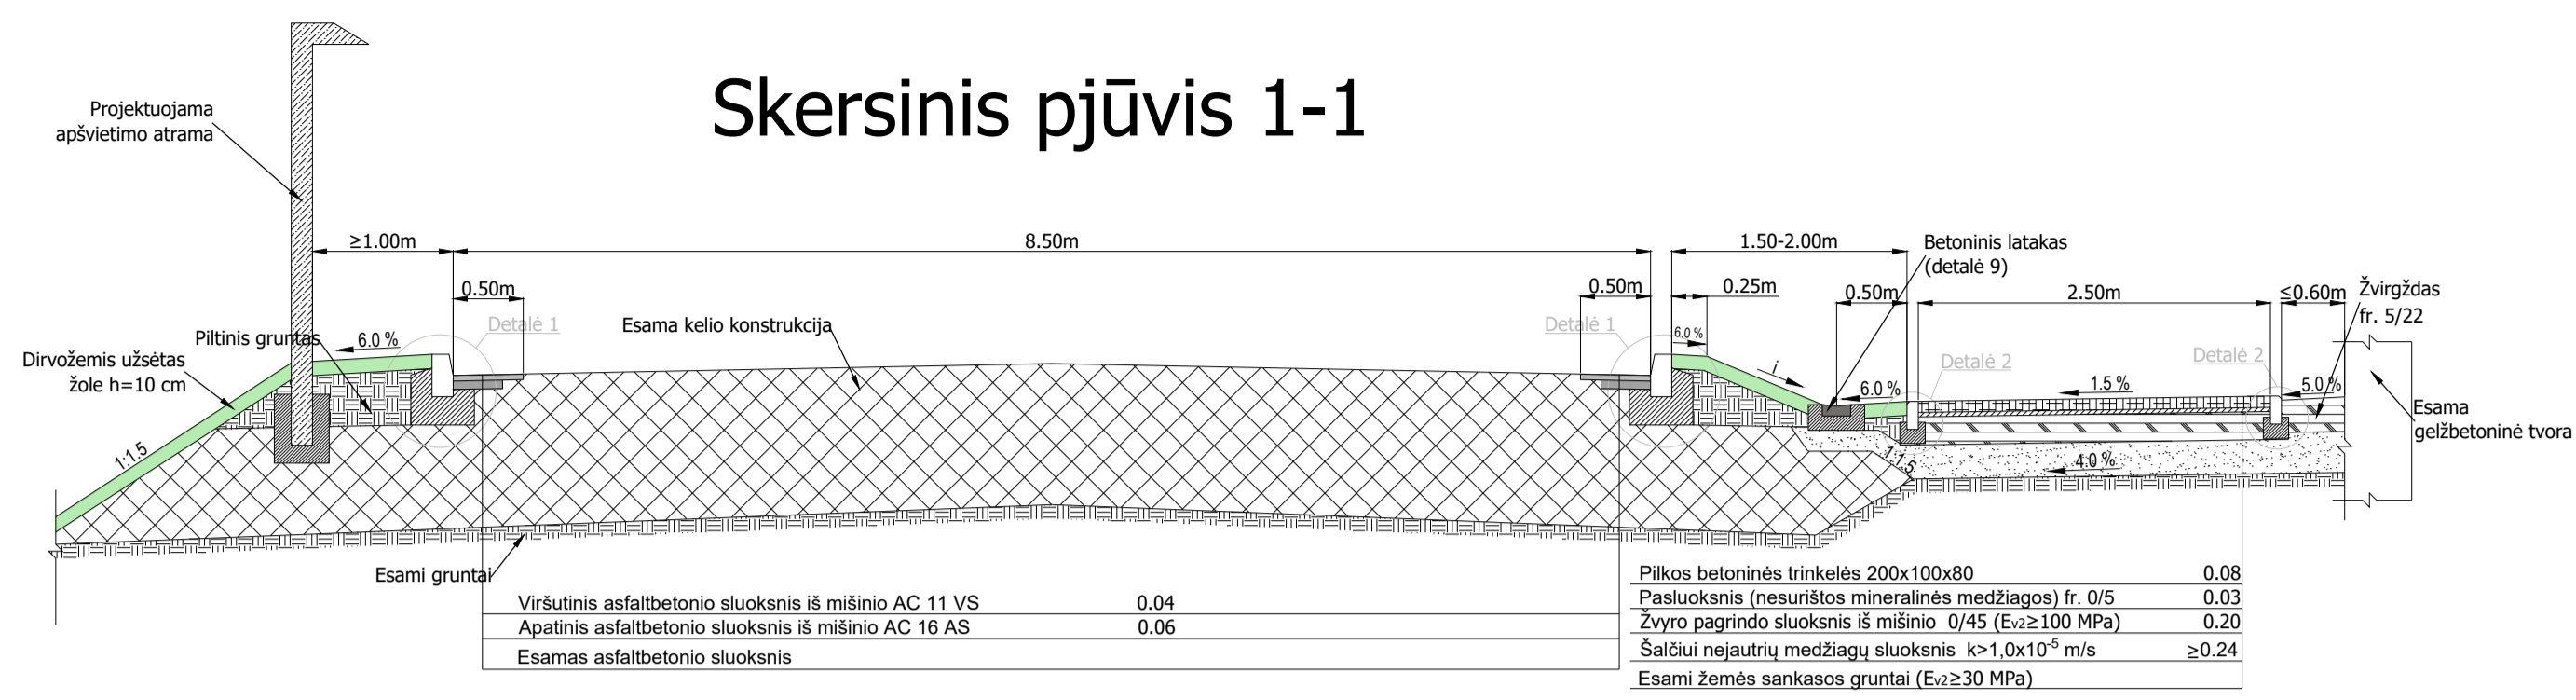 Skersinis pjūvis 1-1
Projektuojama
apšvietimo atrama
≥1.00m
8.50m
1.50-2.00m
Betoninis latakas
(detalė 9)
0.50m
0.50m
0.25m
0.50m
2.50m
≤0.60m
Žvirgždas
fr. 5/22
Detalė 1
Esama kelio konstrukcija
Detalė 1
Piltinis gruntas
6.0 %
6.0 %
Dirvožemis užsėtas
žole h=10 cm
i
Detalė 2
Detalė 2
6.0 %
1.5 %
5.0 %
Esama
gelžbetoninė tvora
1:1.5
1:1.5
4.0 %
Esami gruntai
Viršutinis asfaltbetonio sluoksnis iš mišinio AC 11 VS 0.04
Apatinis asfaltbetonio sluoksnis iš mišinio AC 16 AS 0.06
Esamas asfaltbetonio sluoksnis
Pilkos betoninės trinkelės 200x100x80 0.08
Pasluoksnis (nesurištos mineralinės medžiagos) fr. 0/5 0.03
Žvyro pagrindo sluoksnis iš mišinio 0/45 (Ev2≥100 MPa) 0.20
Šalčiui nejautrių medžiagų sluoksnis k>1,0x10⁻⁵ m/s ≥0.24
Esami žemės sankasos gruntai (Ev2≥30 MPa)